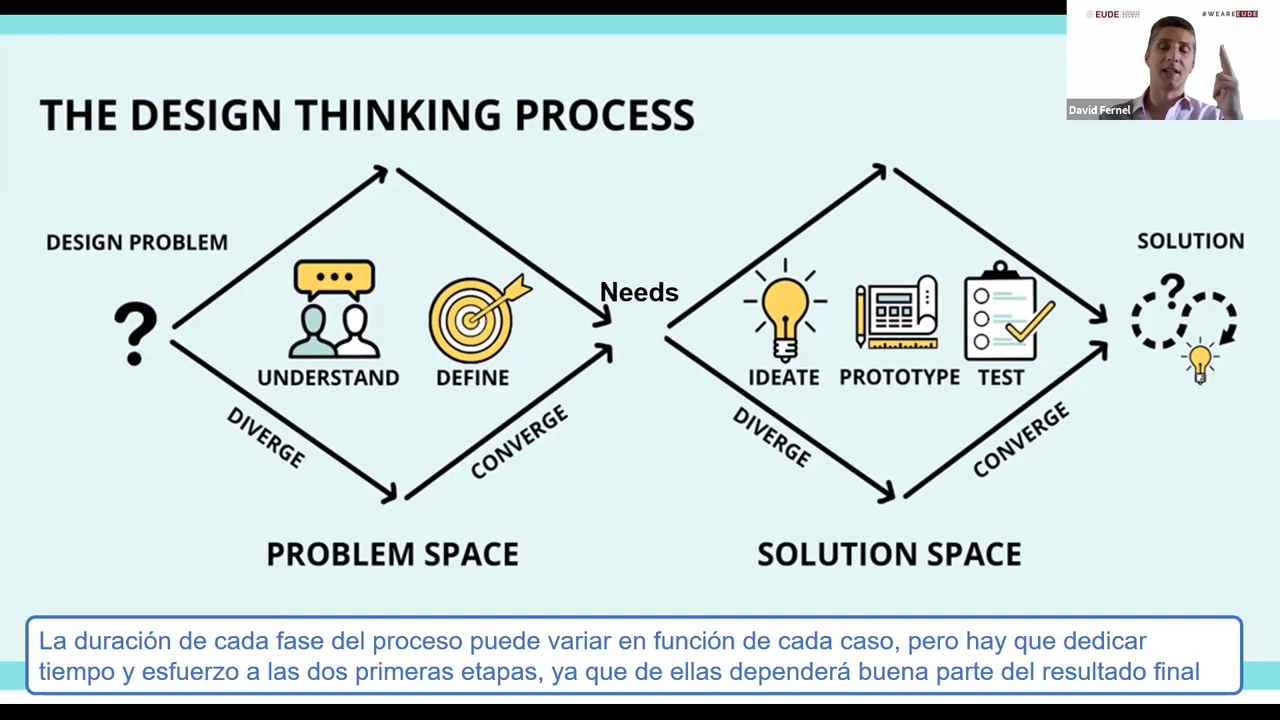 EUDE
#WEAREEUDE
David Fernel
THE DESIGN THINKING PROCESS
DESIGN PROBLEM
?
UNDERSTAND
DEFINE
DIVERGE
CONVERGE
PROBLEM SPACE
Needs
IDEATE
PROTOTYPE
TEST
DIVERGE
CONVERGE
SOLUTION SPACE
SOLUTION
?
La duración de cada fase del proceso puede variar en función de cada caso, pero hay que dedicar
tiempo y esfuerzo a las dos primeras etapas, ya que de ellas dependerá buena parte del resultado final